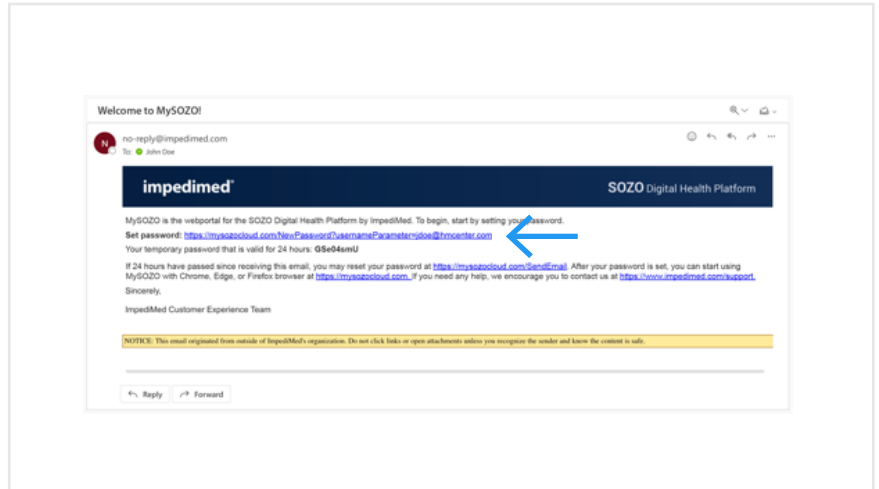 Welcome to MySOZO!
N
no-reply@impedimed.com
To: John Doe
impedimed®
SOZO Digital Health Platform
MySOZO is the webportal for the SOZO Digital Health Platform by ImpediMed. To begin, start by setting your password.
Set password: https://mysozocloud.com/NewPassword?usernameParameter=jdoe@hmcenter.com
Your temporary password that is valid for 24 hours: GSe04smU
If 24 hours have passed since receiving this email, you may reset your password at https://mysozocloud.com/SendEmail. After your password is set, you can start using
MySOZO with Chrome, Edge, or Firefox browser at https://mysozocloud.com. If you need any help, we encourage you to contact us at https://www.impedimed.com/support.
Sincerely,
ImpediMed Customer Experience Team
NOTICE: This email originated from outside of ImpediMed's organization. Do not click links or open attachments unless you recognize the sender and know the content is safe.
Reply
Forward